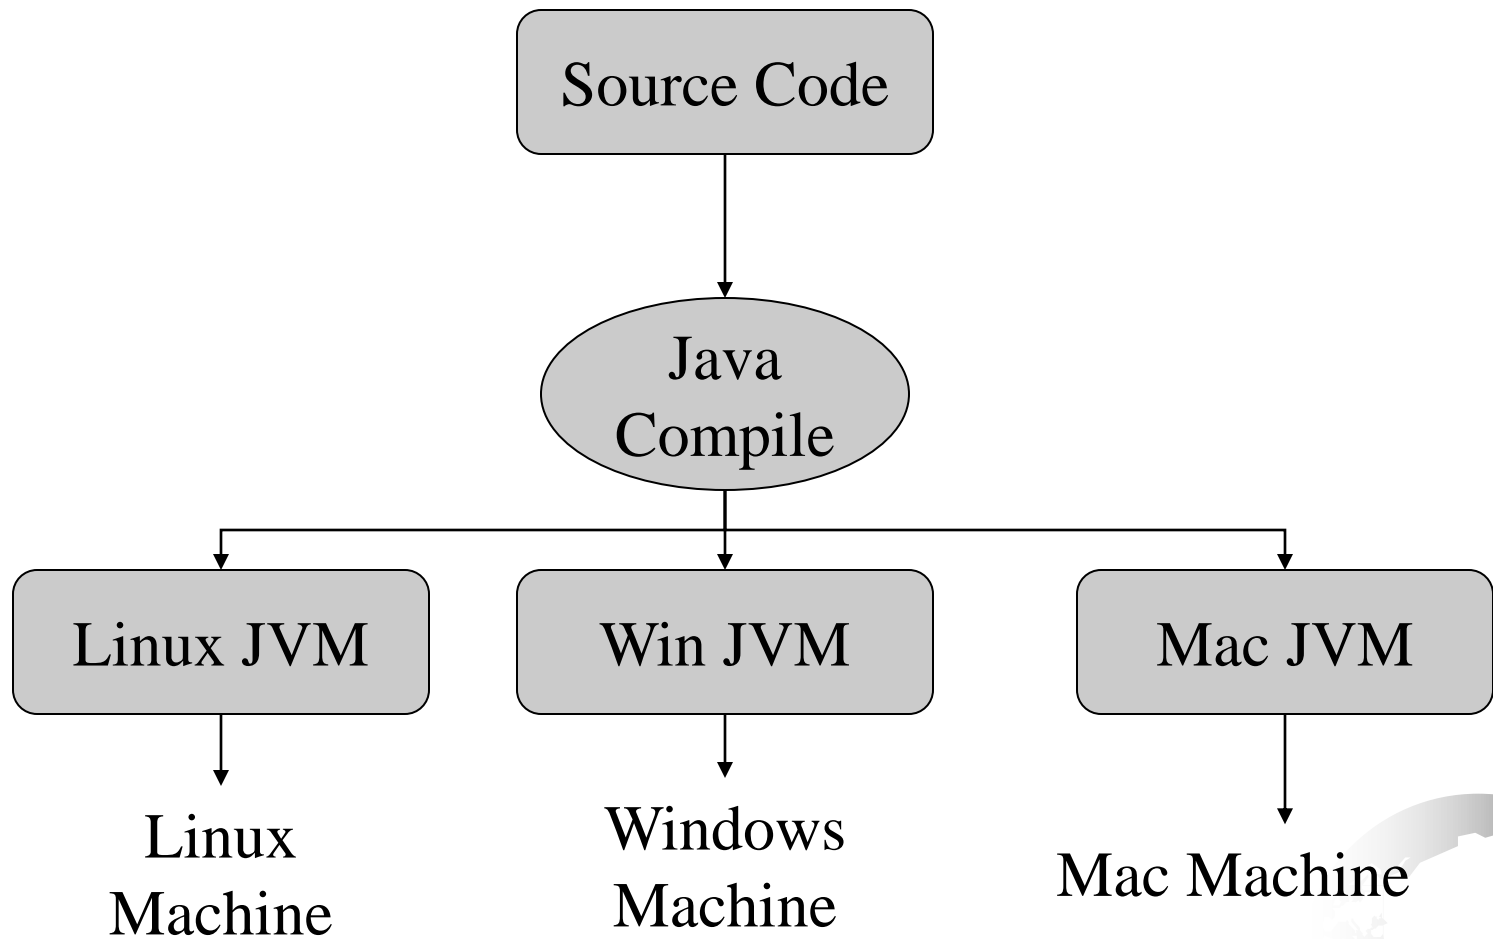 Source Code
Java
Compile
Linux JVM
Win JVM
Mac JVM
Linux
Machine
Windows
Machine
Mac Machine